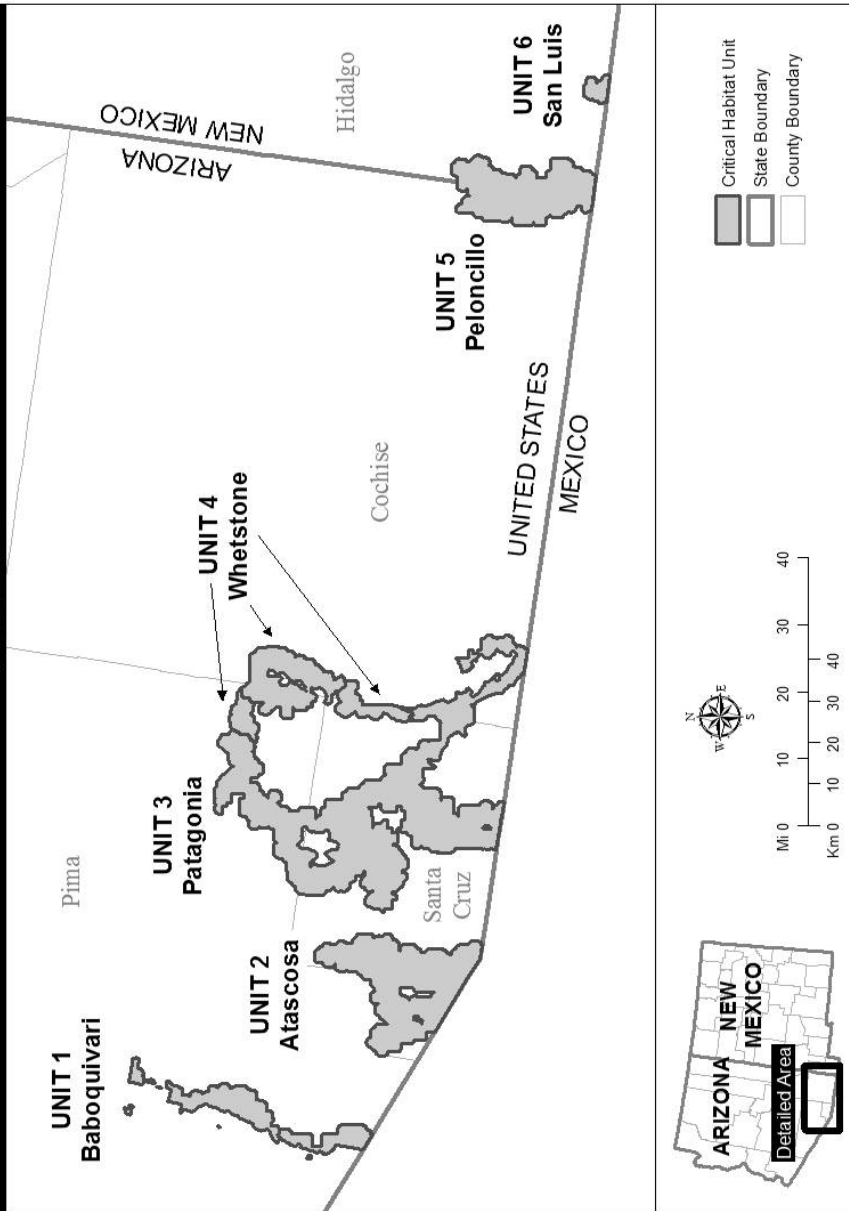 UNIT 1
Baboquivari
Pima
UNIT 2
Atascosa
UNIT 3
Patagonia
Santa
Cruz
UNIT 4
Whetstone
Cochise
UNITED STATES
MEXICO
ARIZONA
NEW MEXICO
Hidalgo
UNIT 5
Peloncillo
UNIT 6
San Luis
ARIZONA
NEW
MEXICO
Detailed Area
N
W
E
S
Mi 0 10 20 30 40
Km 0 10 20 30 40
Critical Habitat Unit
State Boundary
County Boundary